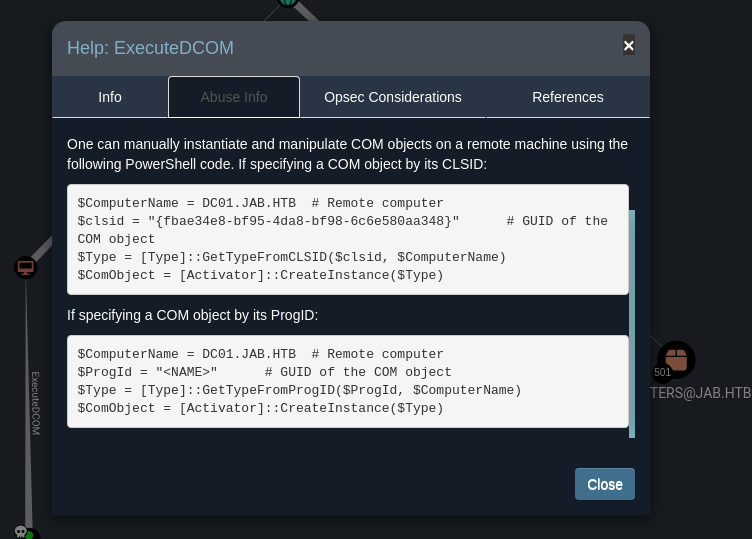 Help: ExecuteDCOM
×
Info
Abuse Info
Opsec Considerations
References
One can manually instantiate and manipulate COM objects on a remote machine using the
following PowerShell code. If specifying a COM object by its CLSID:
$ComputerName = DC01.JAB.HTB  # Remote computer
$clsid = "{fbae34e8-bf95-4da8-bf98-6c6e580aa348}"      # GUID of the
COM object
$Type = [Type]::GetTypeFromCLSID($clsid, $ComputerName)
$ComObject = [Activator]::CreateInstance($Type)
If specifying a COM object by its ProgID:
$ComputerName = DC01.JAB.HTB  # Remote computer
$ProgId = "<NAME>"      # GUID of the COM object
$Type = [Type]::GetTypeFromProgID($ProgId, $ComputerName)
$ComObject = [Activator]::CreateInstance($Type)
Close
ExecuteDCOM
501
TERS@JAB.HTB